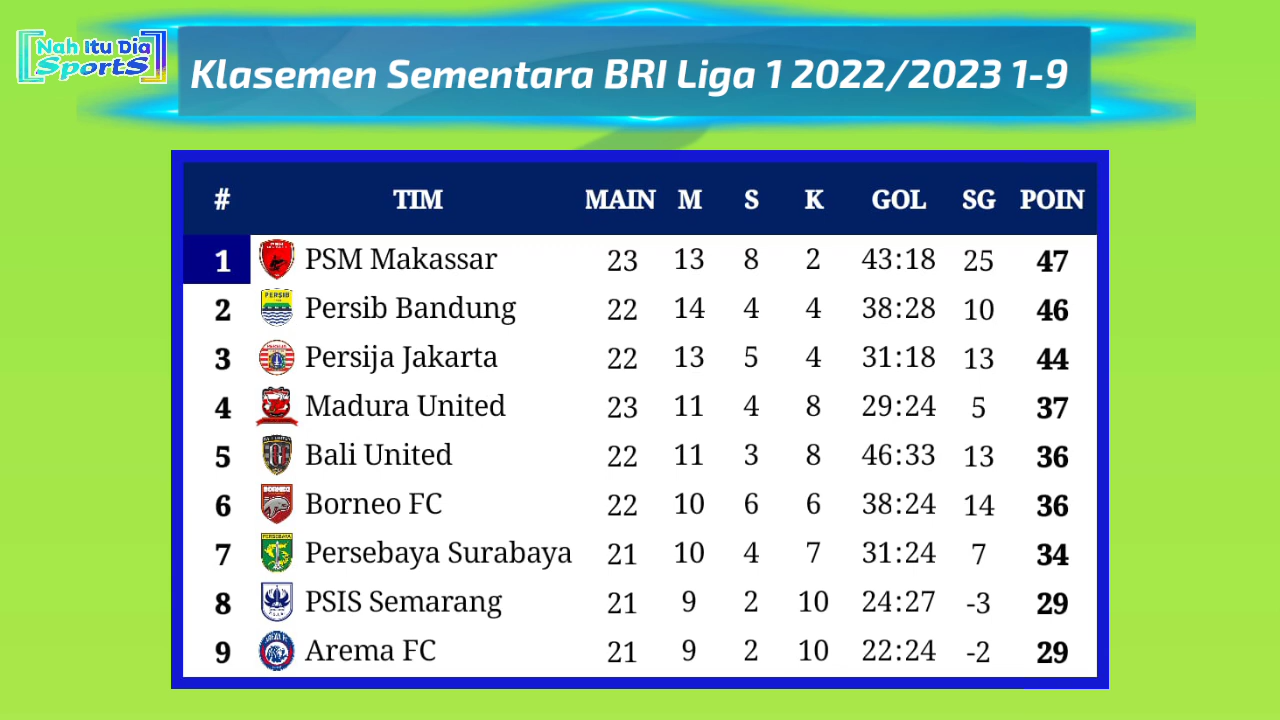 Nah Itu Dia
Sports
Klasemen Sementara BRI Liga 1 2022/2023 1-9
# TIM MAIN M S K GOL SG POIN
1 PSM Makassar 23 13 8 2 43:18 25 47
2 Persib Bandung 22 14 4 4 38:28 10 46
3 Persija Jakarta 22 13 5 4 31:18 13 44
4 Madura United 23 11 4 8 29:24 5 37
5 Bali United 22 11 3 8 46:33 13 36
6 Borneo FC 22 10 6 6 38:24 14 36
7 Persebaya Surabaya 21 10 4 7 31:24 7 34
8 PSIS Semarang 21 9 2 10 24:27 -3 29
9 Arema FC 21 9 2 10 22:24 -2 29